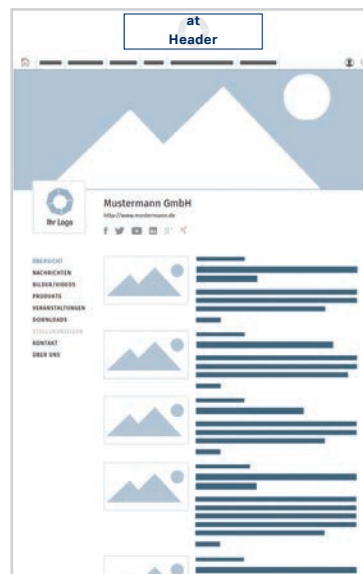 at
Header
Mustermann GmbH
http://www.mustermann.de
Ihr Logo
ÜBERSICHT
NACHRICHTEN
BILDER/VIDEOS
PRODUKTE
VERANSTALTUNGEN
DOWNLOADS
STELLENANZEIGEN
KONTAKT
ÜBER UNS